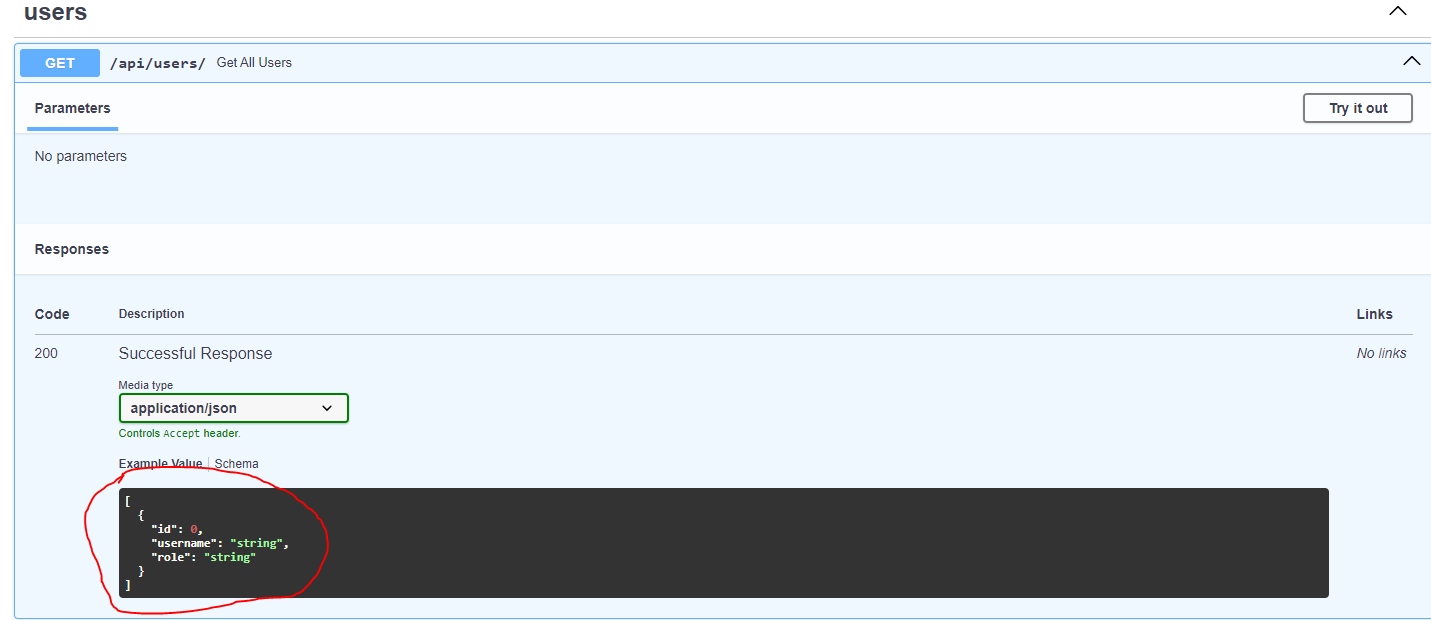 users
GET /api/users/ Get All Users
Parameters
Try it out
No parameters
Responses
Code Description Links
200 Successful Response No links
Media type
application/json
Controls Accept header.
Example Value Schema
[
{
"id": 0,
"username": "string",
"role": "string"
}
]